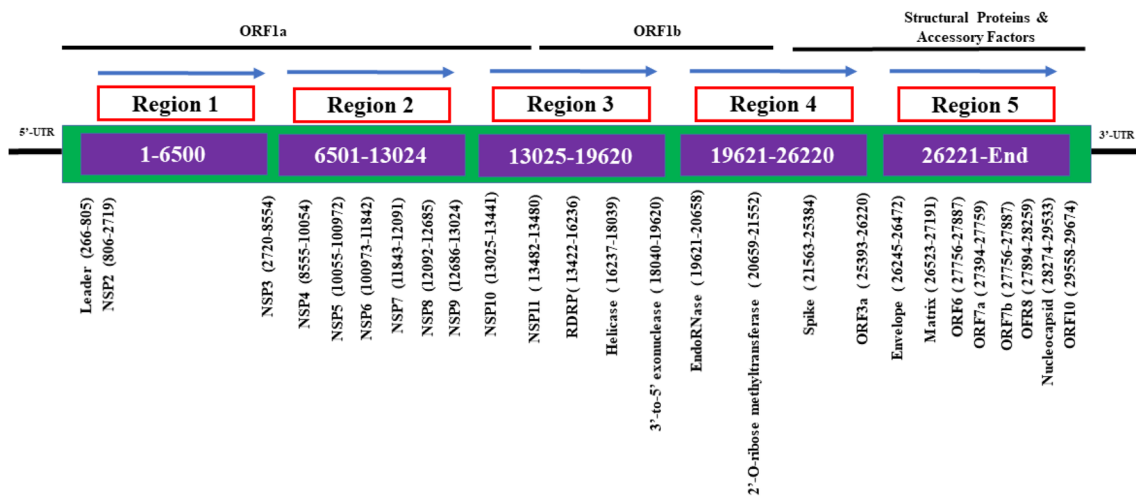 ORF1a
ORF1b
Structural Proteins &
Accessory Factors
Region 1
Region 2
Region 3
Region 4
Region 5
5’-UTR
3’-UTR
1-6500
6501-13024
13025-19620
19621-26220
26221-End
Leader (266-805)
NSP2 (806-2719)
NSP3 (2720-8554)
NSP4 (8555-10054)
NSP5 (10055-100972)
NSP6 (100973-11842)
NSP7 (11843-12091)
NSP8 (12092-12685)
NSP9 (12686-13024)
NSP10 (13025-13441)
NSP11 ( 13482-13480)
RDRP( 13422-16236)
Helicase ( 16237-18039)
3’-to-5’ exonuclease ( 18040-19620)
EndoRNase ( 19621-20658)
2’-O-ribose methyltransferase ( 20659-21552)
Spike ( 21563-25384)
ORF3a (25393-26220)
Envelope ( 26245-26472)
Matrix ( 26523-27191)
ORF6 ( 27756-27887)
ORF7a ( 27394-27759)
ORF7b ( 27756-27887)
OFR8 ( 27894-28259)
Nucleocapsid ( 28274-29533)
ORF10 ( 29558-29674)